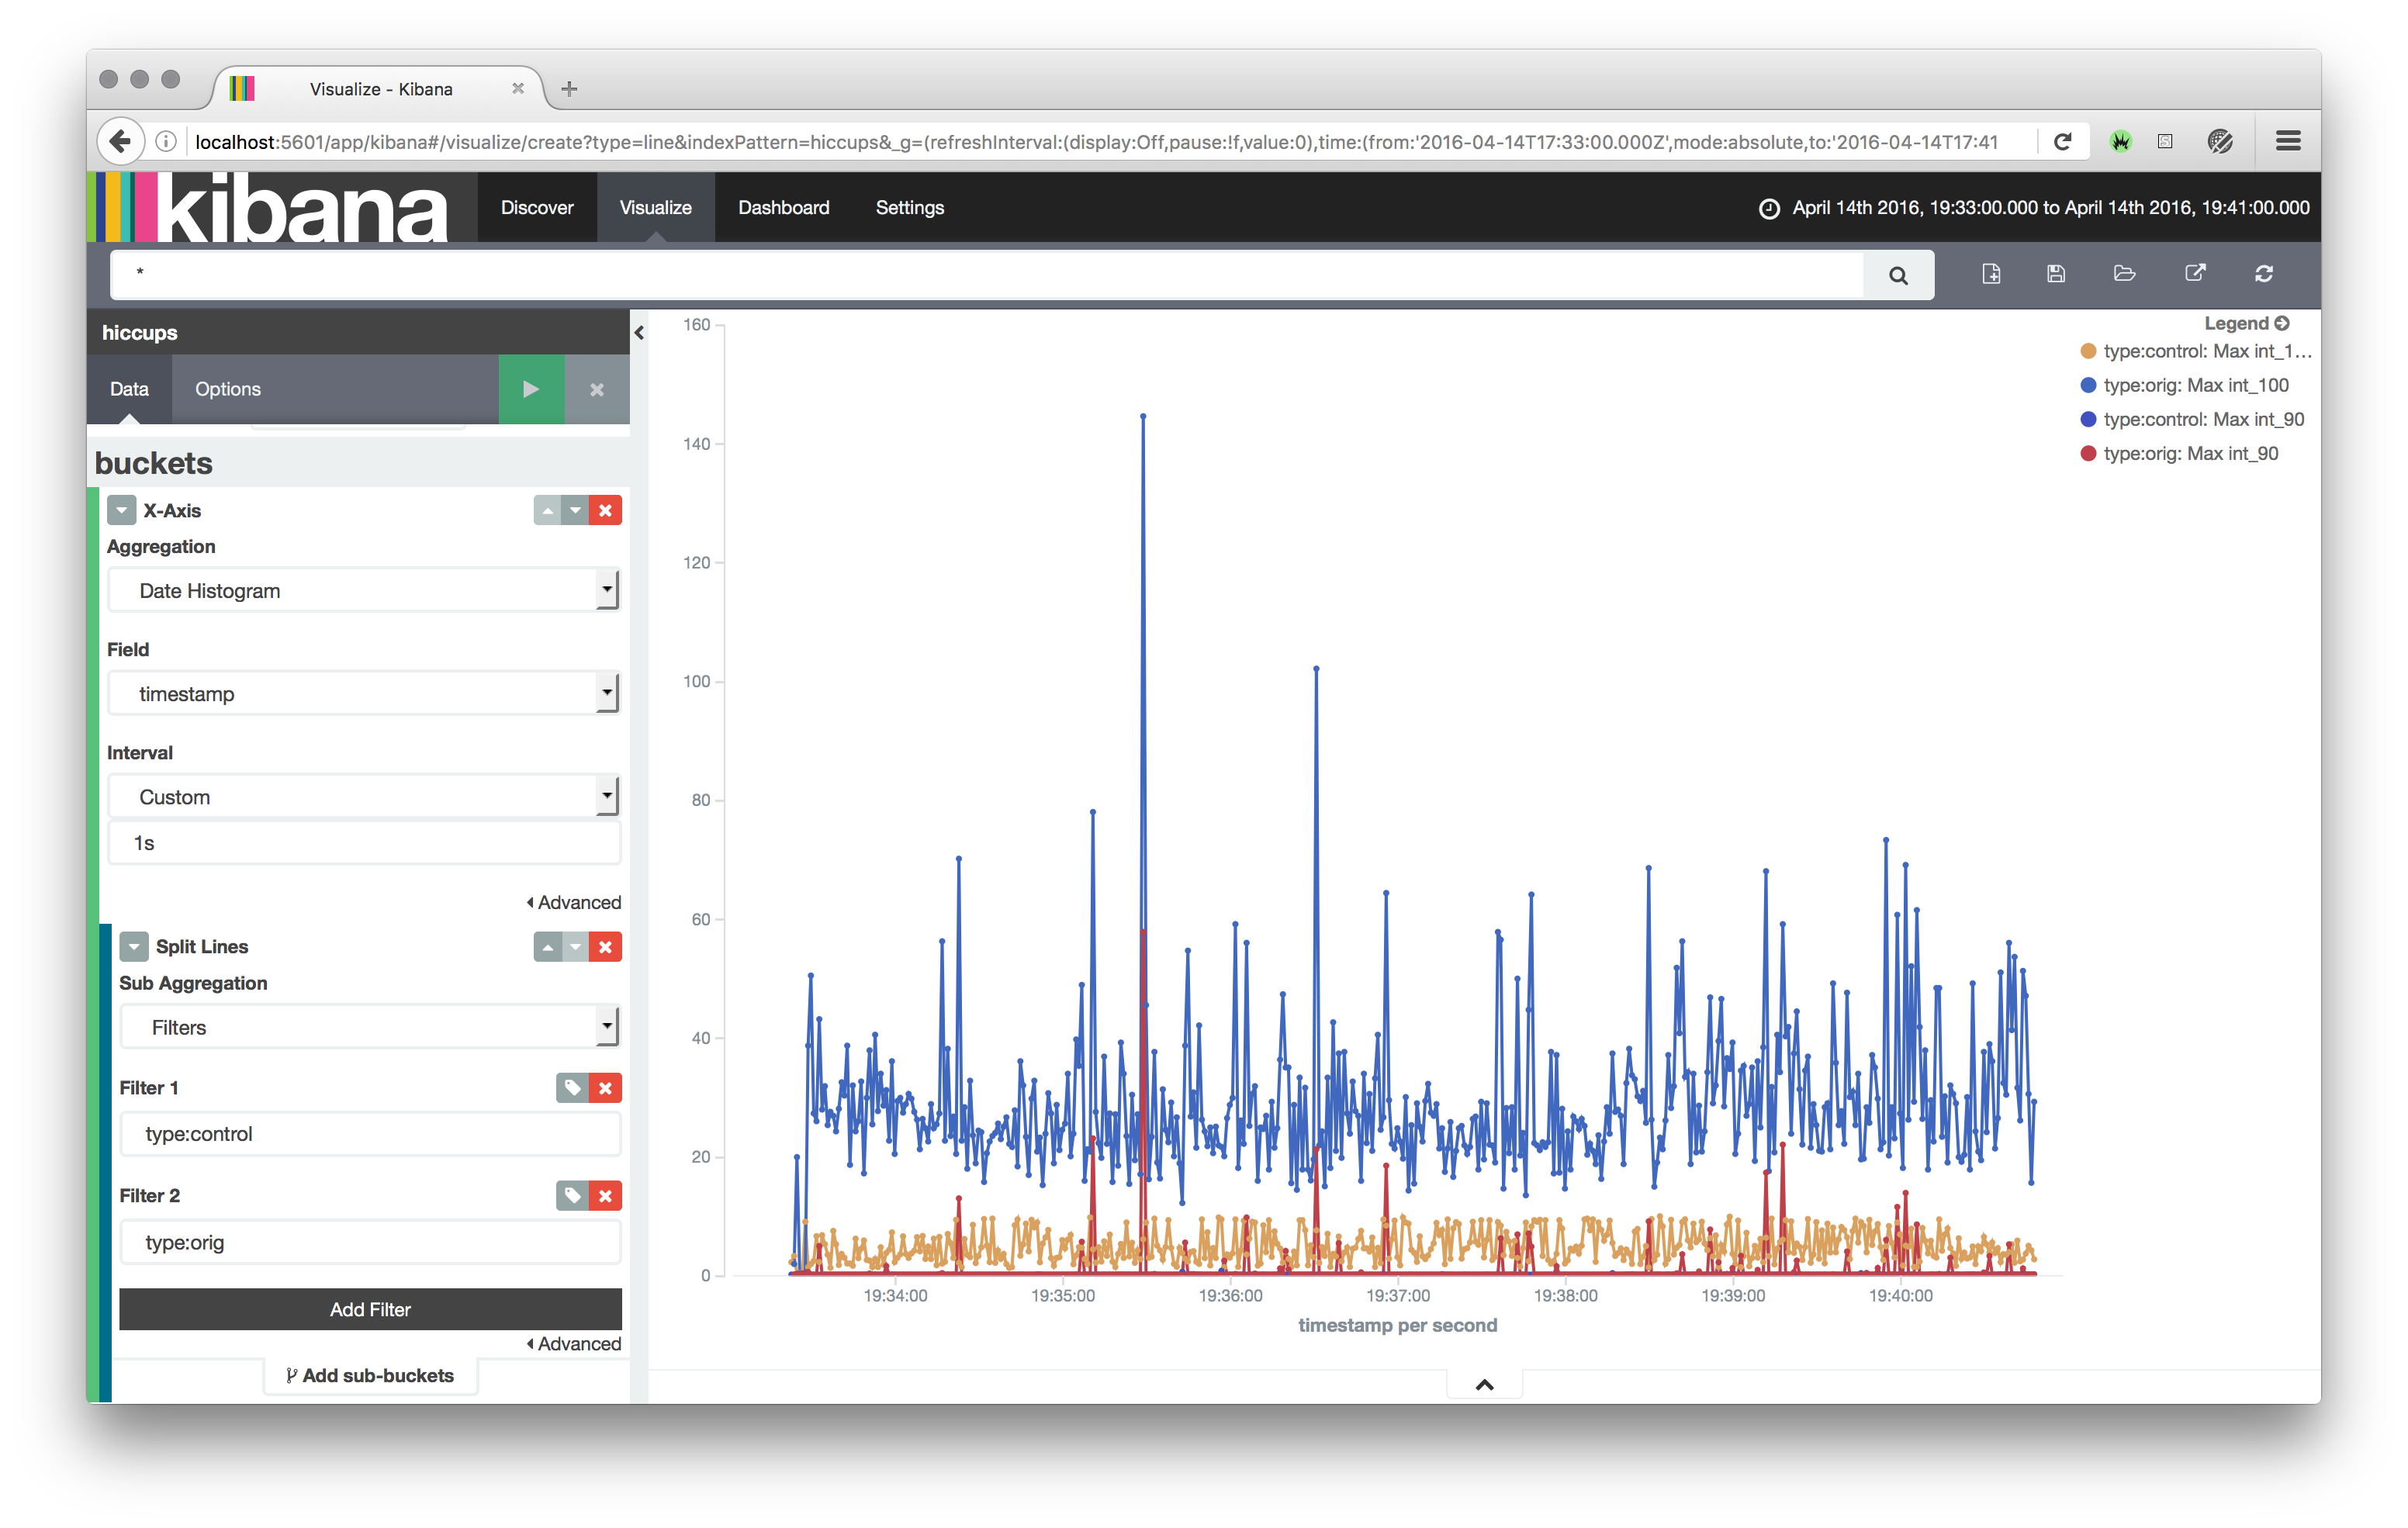 Visualize - Kibana
localhost:5601/app/kibana#/visualize/create?type=line&indexPattern=hiccups&_g=(refreshInterval:(display:Off,pause:!f,value:0),time:(from:'2016-04-14T17:33:00.000Z',mode:absolute,to:'2016-04-14T17:41
kibana
Discover
Visualize
Dashboard
Settings
April 14th 2016, 19:33:00.000 to April 14th 2016, 19:41:00.000
*
hiccups
Data
Options
buckets
X-Axis
Aggregation
Date Histogram
Field
timestamp
Interval
Custom
1s
Advanced
Split Lines
Sub Aggregation
Filters
Filter 1
type:control
Filter 2
type:orig
Add Filter
Advanced
Add sub-buckets
160
140
120
100
80
60
40
20
0
19:34:00
19:35:00
19:36:00
19:37:00
19:38:00
19:39:00
19:40:00
timestamp per second
Legend
type:control: Max int_1...
type:orig: Max int_100
type:control: Max int_90
type:orig: Max int_90